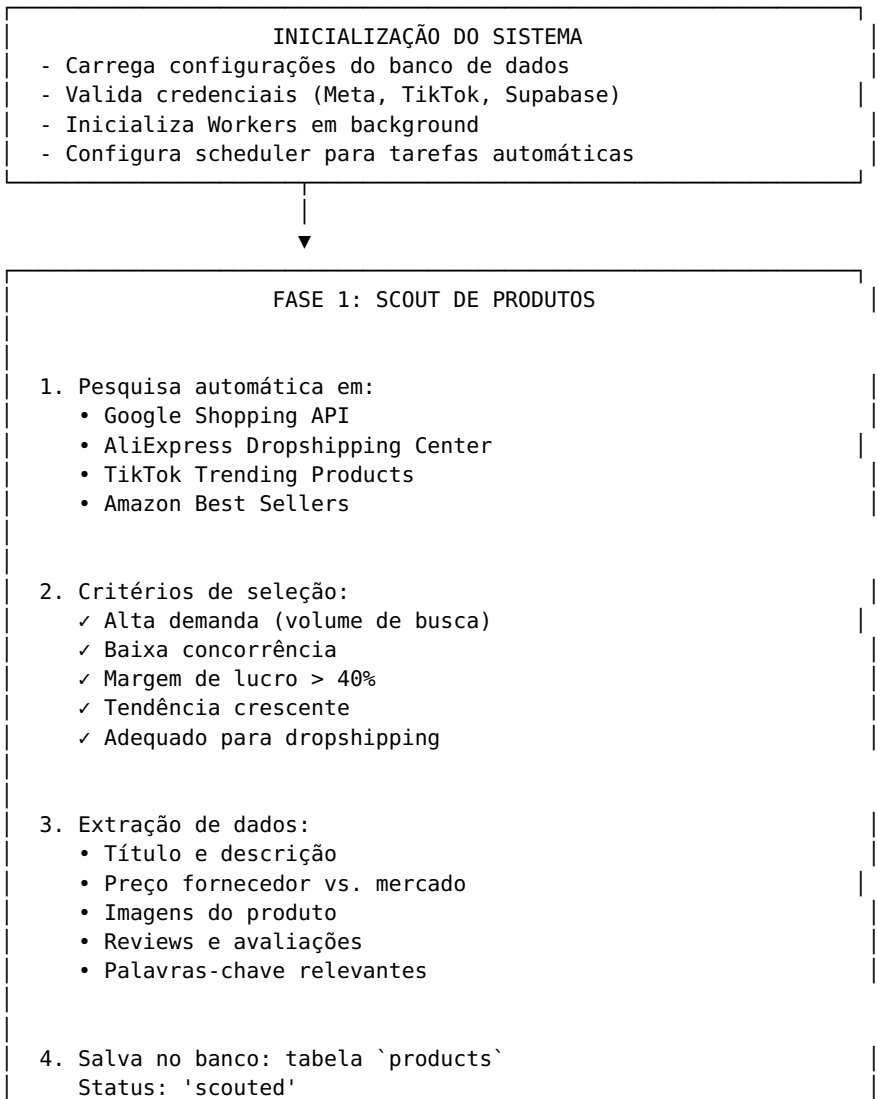 INICIALIZAÇÃO DO SISTEMA
- Carrega configurações do banco de dados
- Valida credenciais (Meta, TikTok, Supabase)
- Inicializa Workers em background
- Configura scheduler para tarefas automáticas
FASE 1: SCOUT DE PRODUTOS
1. Pesquisa automática em:
• Google Shopping API
• AliExpress Dropshipping Center
• TikTok Trending Products
• Amazon Best Sellers
2. Critérios de seleção:
✓ Alta demanda (volume de busca)
✓ Baixa concorrência
✓ Margem de lucro > 40%
✓ Tendência crescente
✓ Adequado para dropshipping
3. Extração de dados:
• Título e descrição
• Preço fornecedor vs. mercado
• Imagens do produto
• Reviews e avaliações
• Palavras-chave relevantes
4. Salva no banco: tabela `products`
Status: 'scouted'